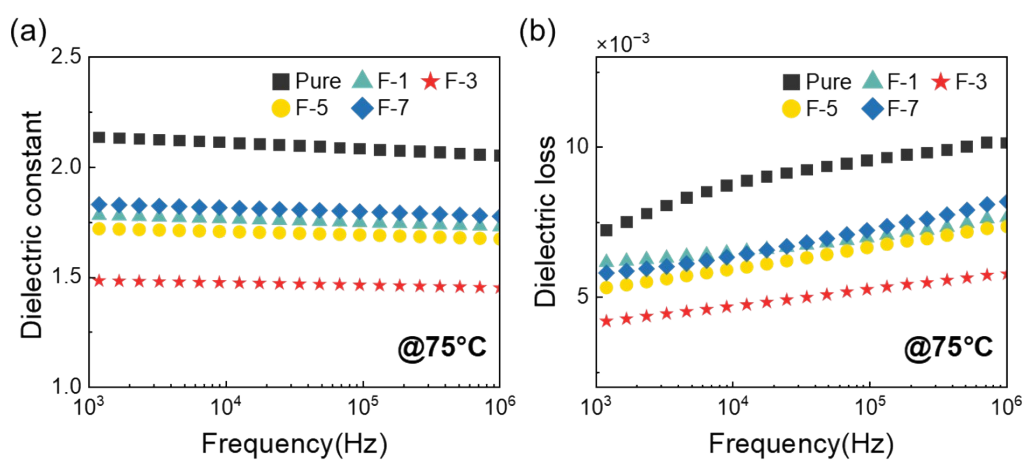 (a)
2.5
2.0
1.5
1.0
Dielectric constant
Pure F-1 F-3
F-5 F-7
@75°C
10³ 10⁴ 10⁵ 10⁶
Frequency(Hz)
(b)
×10⁻³
10
5
Dielectric loss
Pure F-1 F-3
F-5 F-7
@75°C
10³ 10⁴ 10⁵ 10⁶
Frequency(Hz)